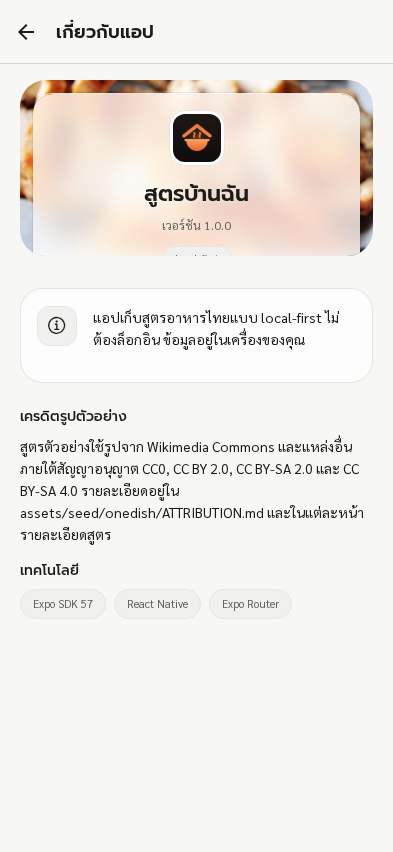 เกี่ยวกับแอป
สูตรบ้านฉัน
เวอร์ชัน 1.0.0
แอปเก็บสูตรอาหารไทยแบบ local-first ไม่
ต้องล็อกอิน ข้อมูลอยู่ในเครื่องของคุณ
เครดิตรูปตัวอย่าง
สูตรตัวอย่างใช้รูปจาก Wikimedia Commons และแหล่งอื่น
ภายใต้สัญญาอนุญาต CC0, CC BY 2.0, CC BY-SA 2.0 และ CC
BY-SA 4.0 รายละเอียดอยู่ใน
assets/seed/onedish/ATTRIBUTION.md และในแต่ละหน้า
รายละเอียดสูตร
เทคโนโลยี
Expo SDK 57
React Native
Expo Router